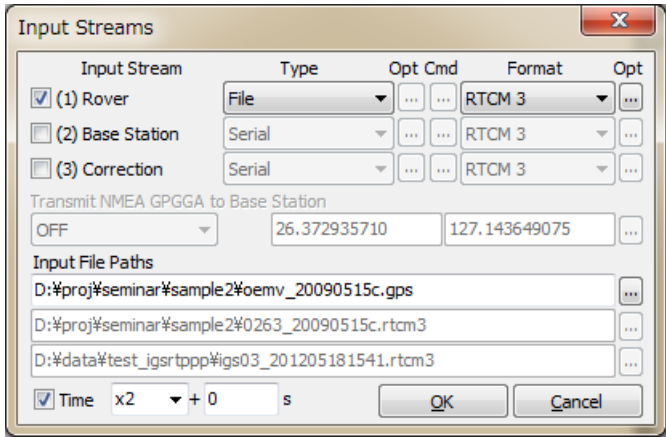 Input Streams
Input Stream Type Opt Cmd Format Opt
(1) Rover File ... ... RTCM 3 ...
(2) Base Station Serial ... ... RTCM 3 ...
(3) Correction Serial ... ... RTCM 3 ...
Transmit NMEA GPGGA to Base Station
OFF 26.372935710 127.143649075 ...
Input File Paths
D:¥proj¥seminar¥sample2¥oemv_20090515c.gps ...
D:¥proj¥seminar¥sample2¥0263_20090515c.rtcm3 ...
D:¥data¥test_igsrtppp¥igs03_201205181541.rtcm3 ...
Time x2 + 0 s OK Cancel